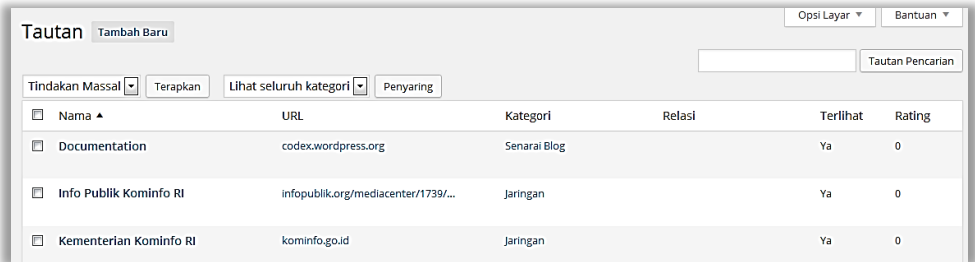 Opsi Layar Bantuan
Tautan Tambah Baru
Tautan Pencarian
Tindakan Massal Terapkan Lihat seluruh kategori Penyaring
Nama URL Kategori Relasi Terlihat Rating
Documentation codex.wordpress.org Senarai Blog Ya 0
Info Publik Kominfo RI infopublik.org/mediacenter/1739/... Jaringan Ya 0
Kementerian Kominfo RI kominfo.go.id Jaringan Ya 0